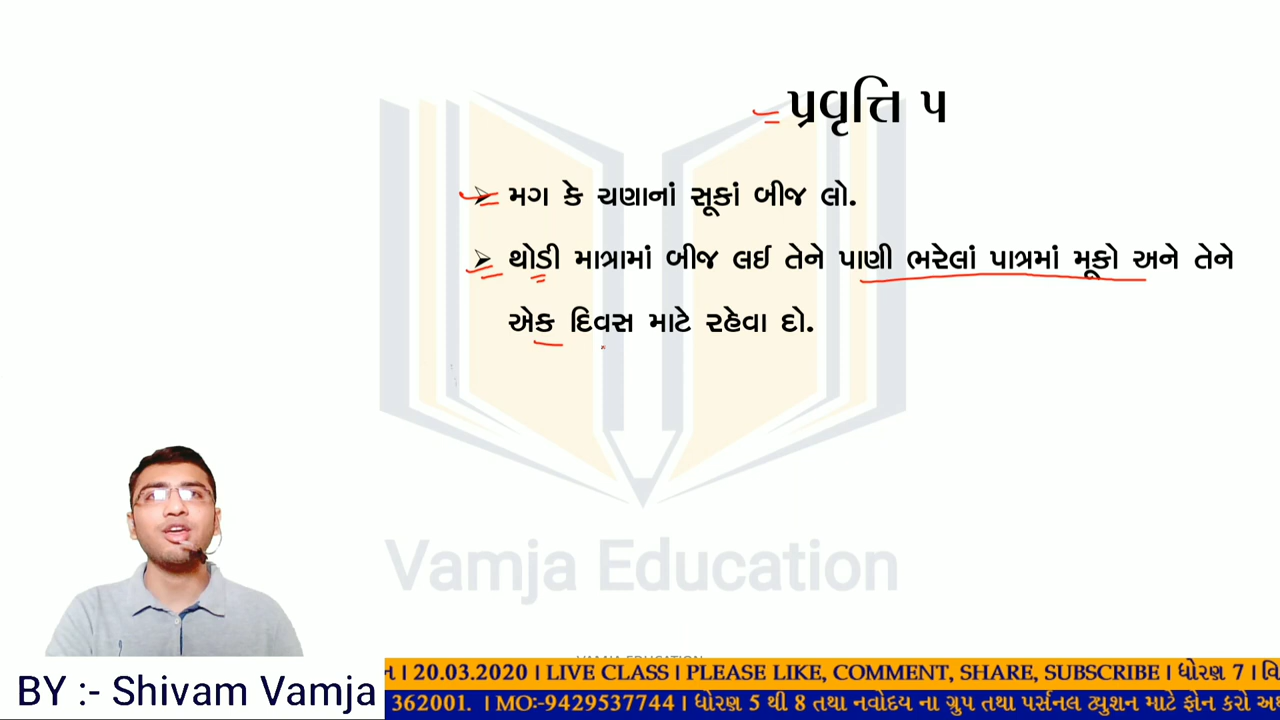 પ્રવૃત્તિ ૫
મગ કે ચણાનાં સૂકાં બીજ લો.
થોડી માત્રામાં બીજ લઈ તેને પાણી ભરેલાં પાત્રમાં મૂકો અને તેને
એક દિવસ માટે રહેવા દો.
Vamja Education
BY :- Shivam Vamja
। 20.03.2020 । LIVE CLASS । PLEASE LIKE, COMMENT, SHARE, SUBSCRIBE । ધોરણ 7 ।
362001. । MO:-9429537744 । ધોરણ 5 થી 8 તથા નવોદય ના ગ્રુપ તથા પર્સનલ ટ્યુશન માટે ફોન કરો